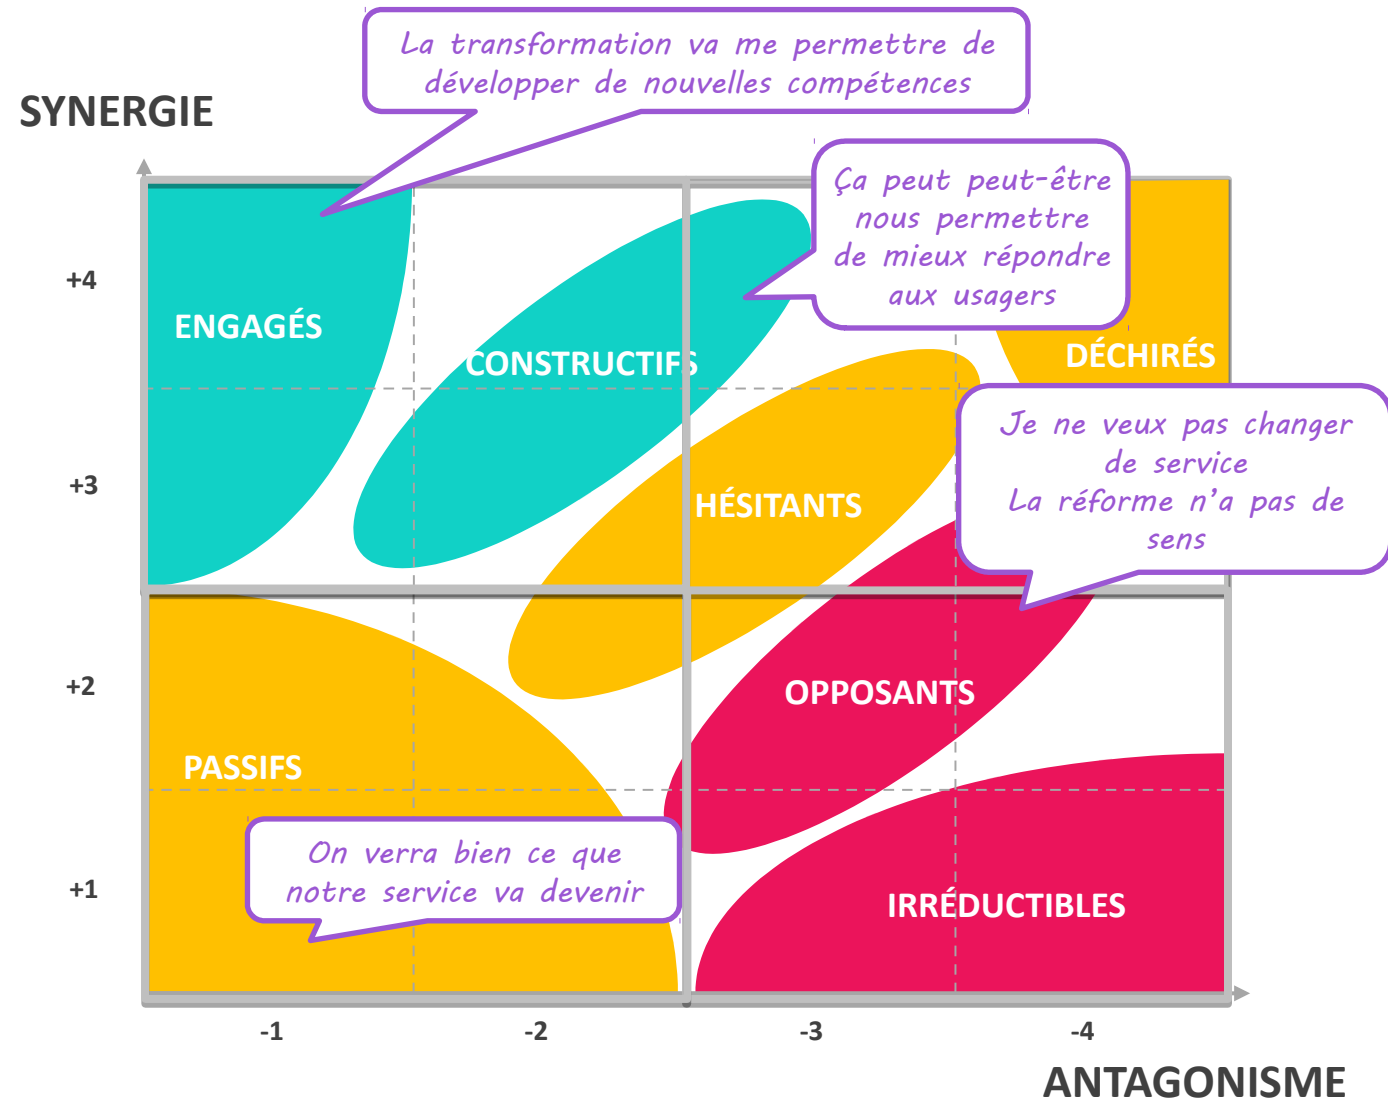 La transformation va me permettre de
développer de nouvelles compétences
SYNERGIE
Ça peut peut-être
nous permettre
de mieux répondre
aux usagers
+4
ENGAGÉS
CONSTRUCTIFS
DÉCHIRÉS
Je ne veux pas changer
de service
La réforme n'a pas de
sens
+3
HÉSITANTS
+2
OPPOSANTS
PASSIFS
On verra bien ce que
notre service va devenir
+1
IRRÉDUCTIBLES
-1
-2
-3
-4
ANTAGONISME